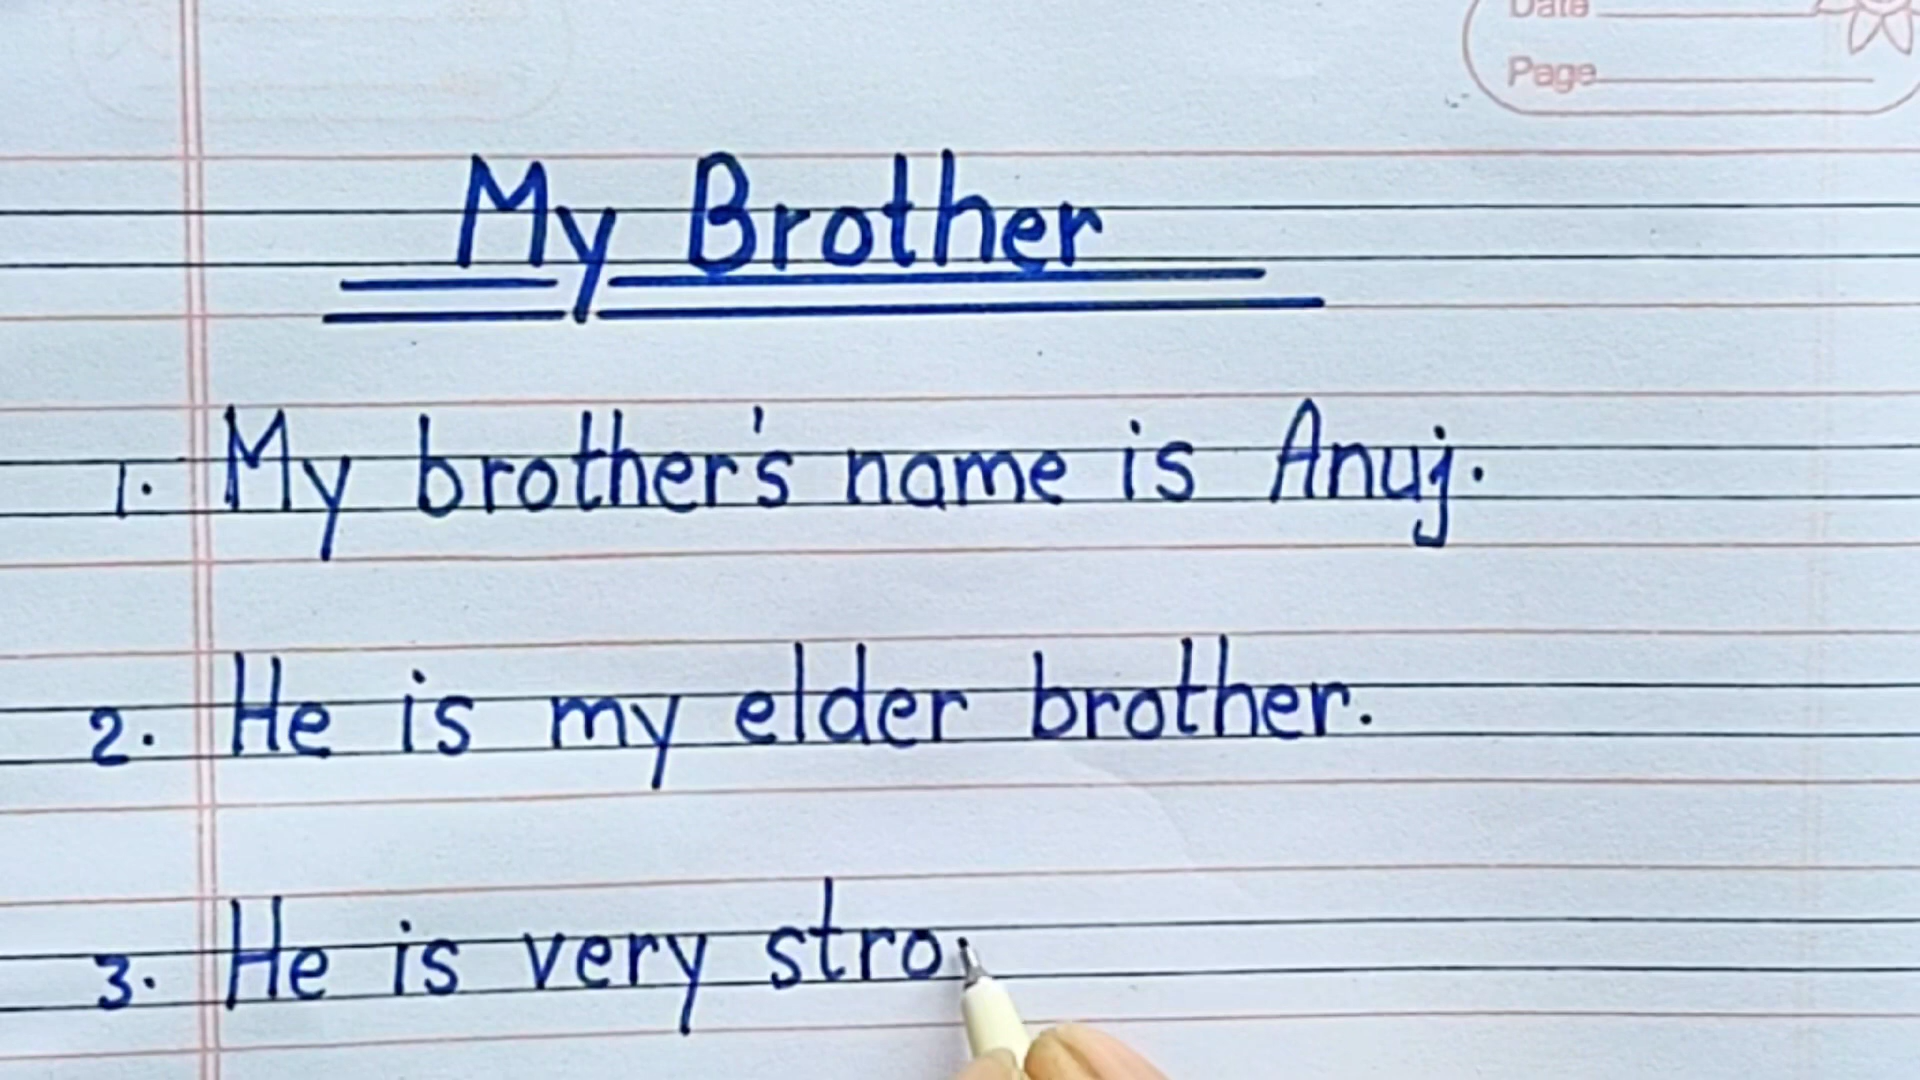 Date
Page
My Brother
1. My brother's name is Anuj.
2. He is my elder brother.
3. He is very stro